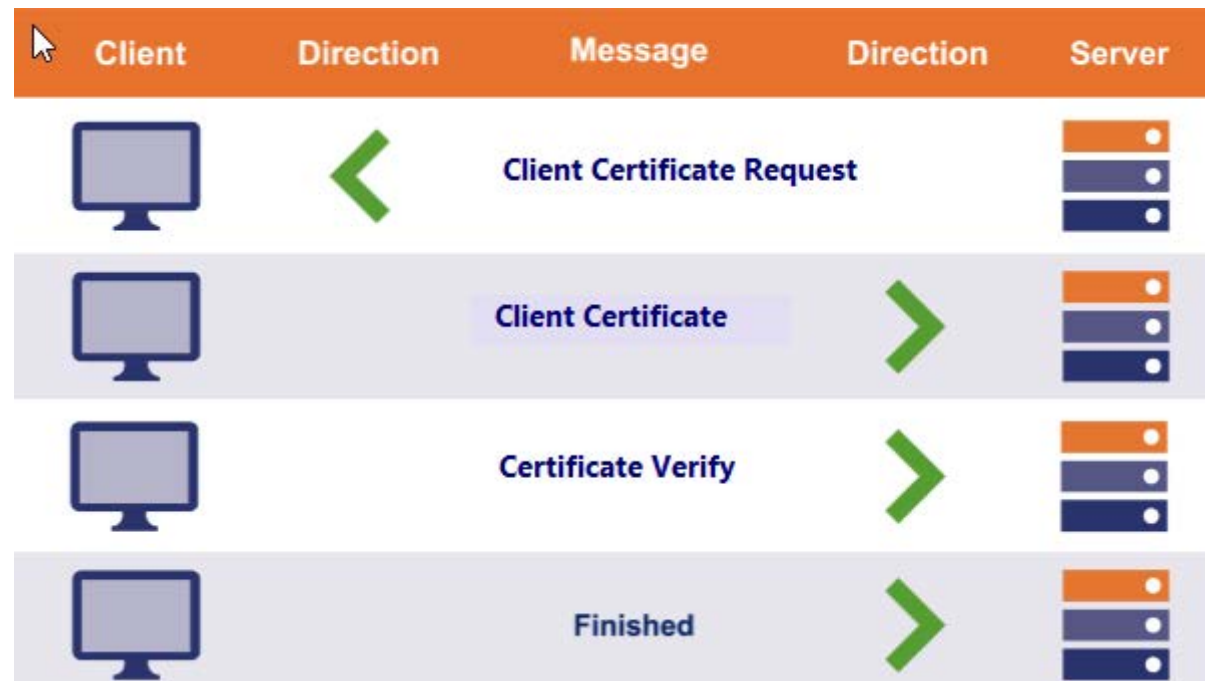 Client Direction Message Direction Server
Client Certificate Request
Client Certificate
Certificate Verify
Finished